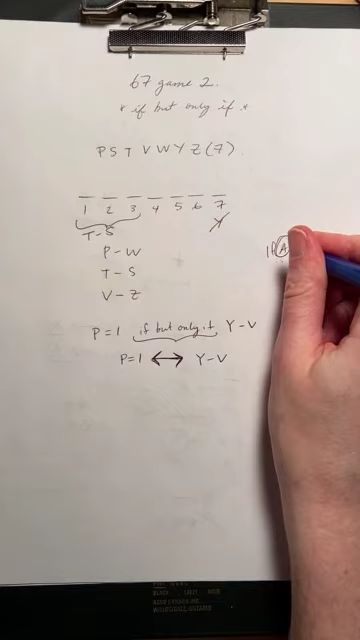 67 game 2.
* if but only if *
P S T V W Y Z (7).
1 2 3 4 5 6 7
T - S Y
P - W
T - S
V - Z
P = 1 if but only if Y - V
P = 1 ↔ Y - V
If A